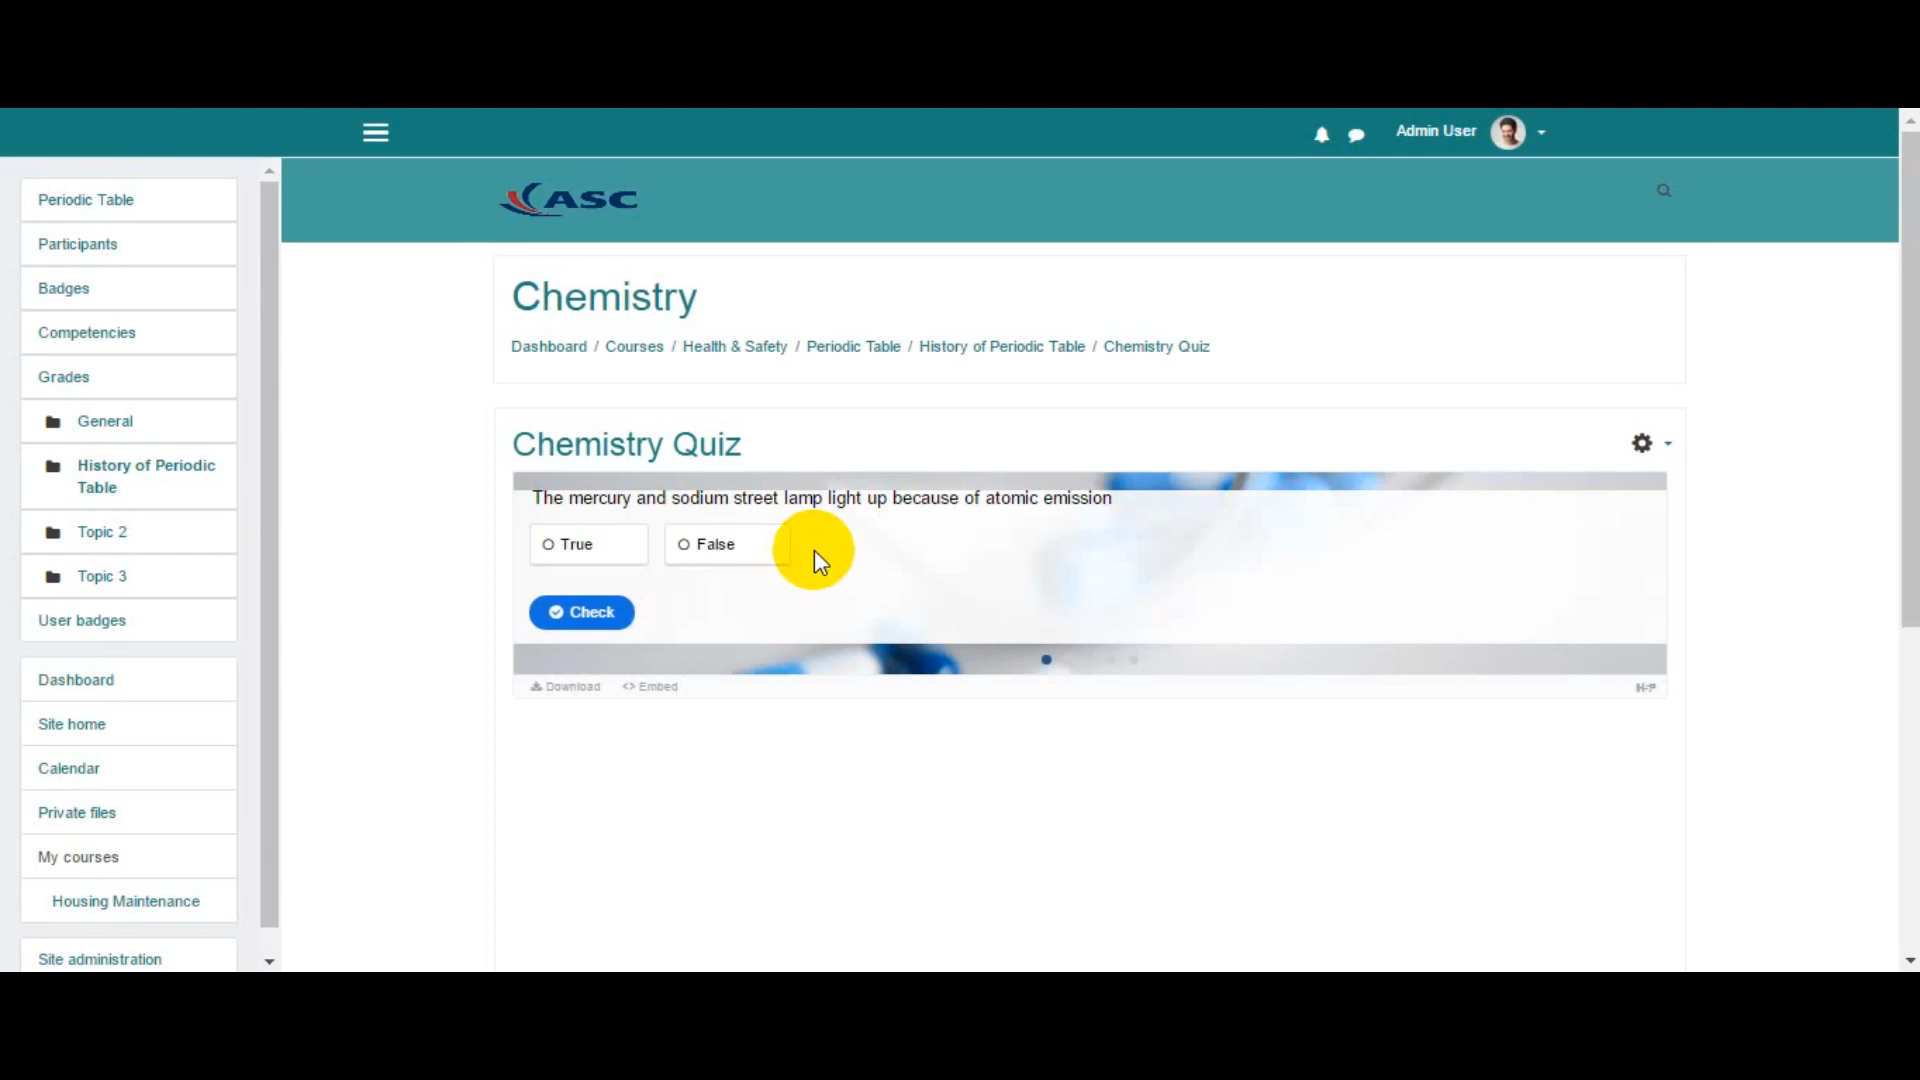 Admin User
ASC
Periodic Table
Participants
Badges
Competencies
Grades
General
History of Periodic
Table
Topic 2
Topic 3
User badges
Dashboard
Site home
Calendar
Private files
My courses
Housing Maintenance
Site administration
Chemistry
Dashboard / Courses / Health & Safety / Periodic Table / History of Periodic Table / Chemistry Quiz
Chemistry Quiz
The mercury and sodium street lamp light up because of atomic emission
True False
Check
Download <> Embed
H-P